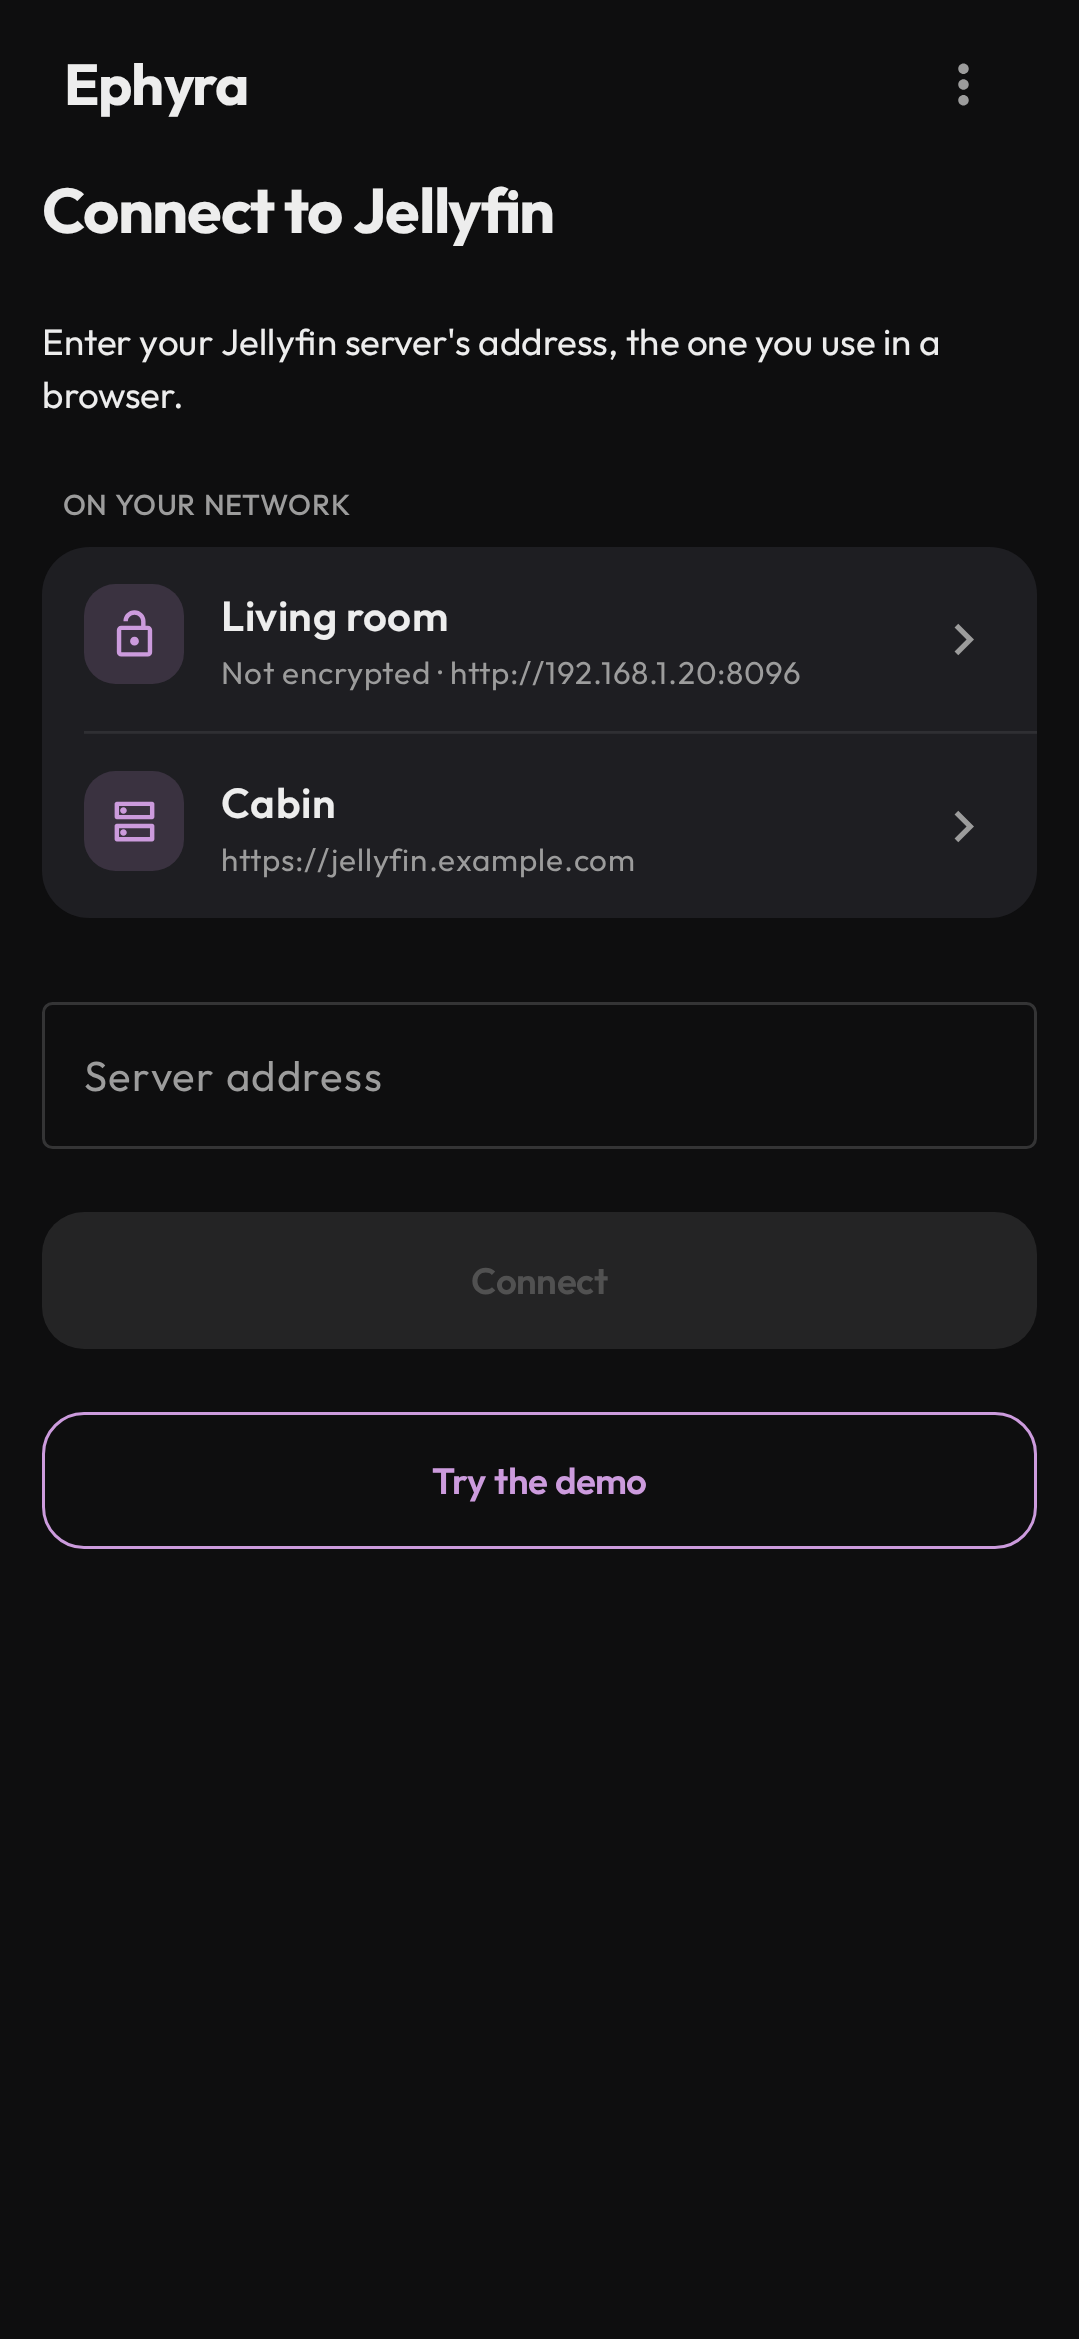 Ephyra
Connect to Jellyfin
Enter your Jellyfin server's address, the one you use in a
browser.
ON YOUR NETWORK
Living room
Not encrypted · http://192.168.1.20:8096
Cabin
https://jellyfin.example.com
Server address
Connect
Try the demo